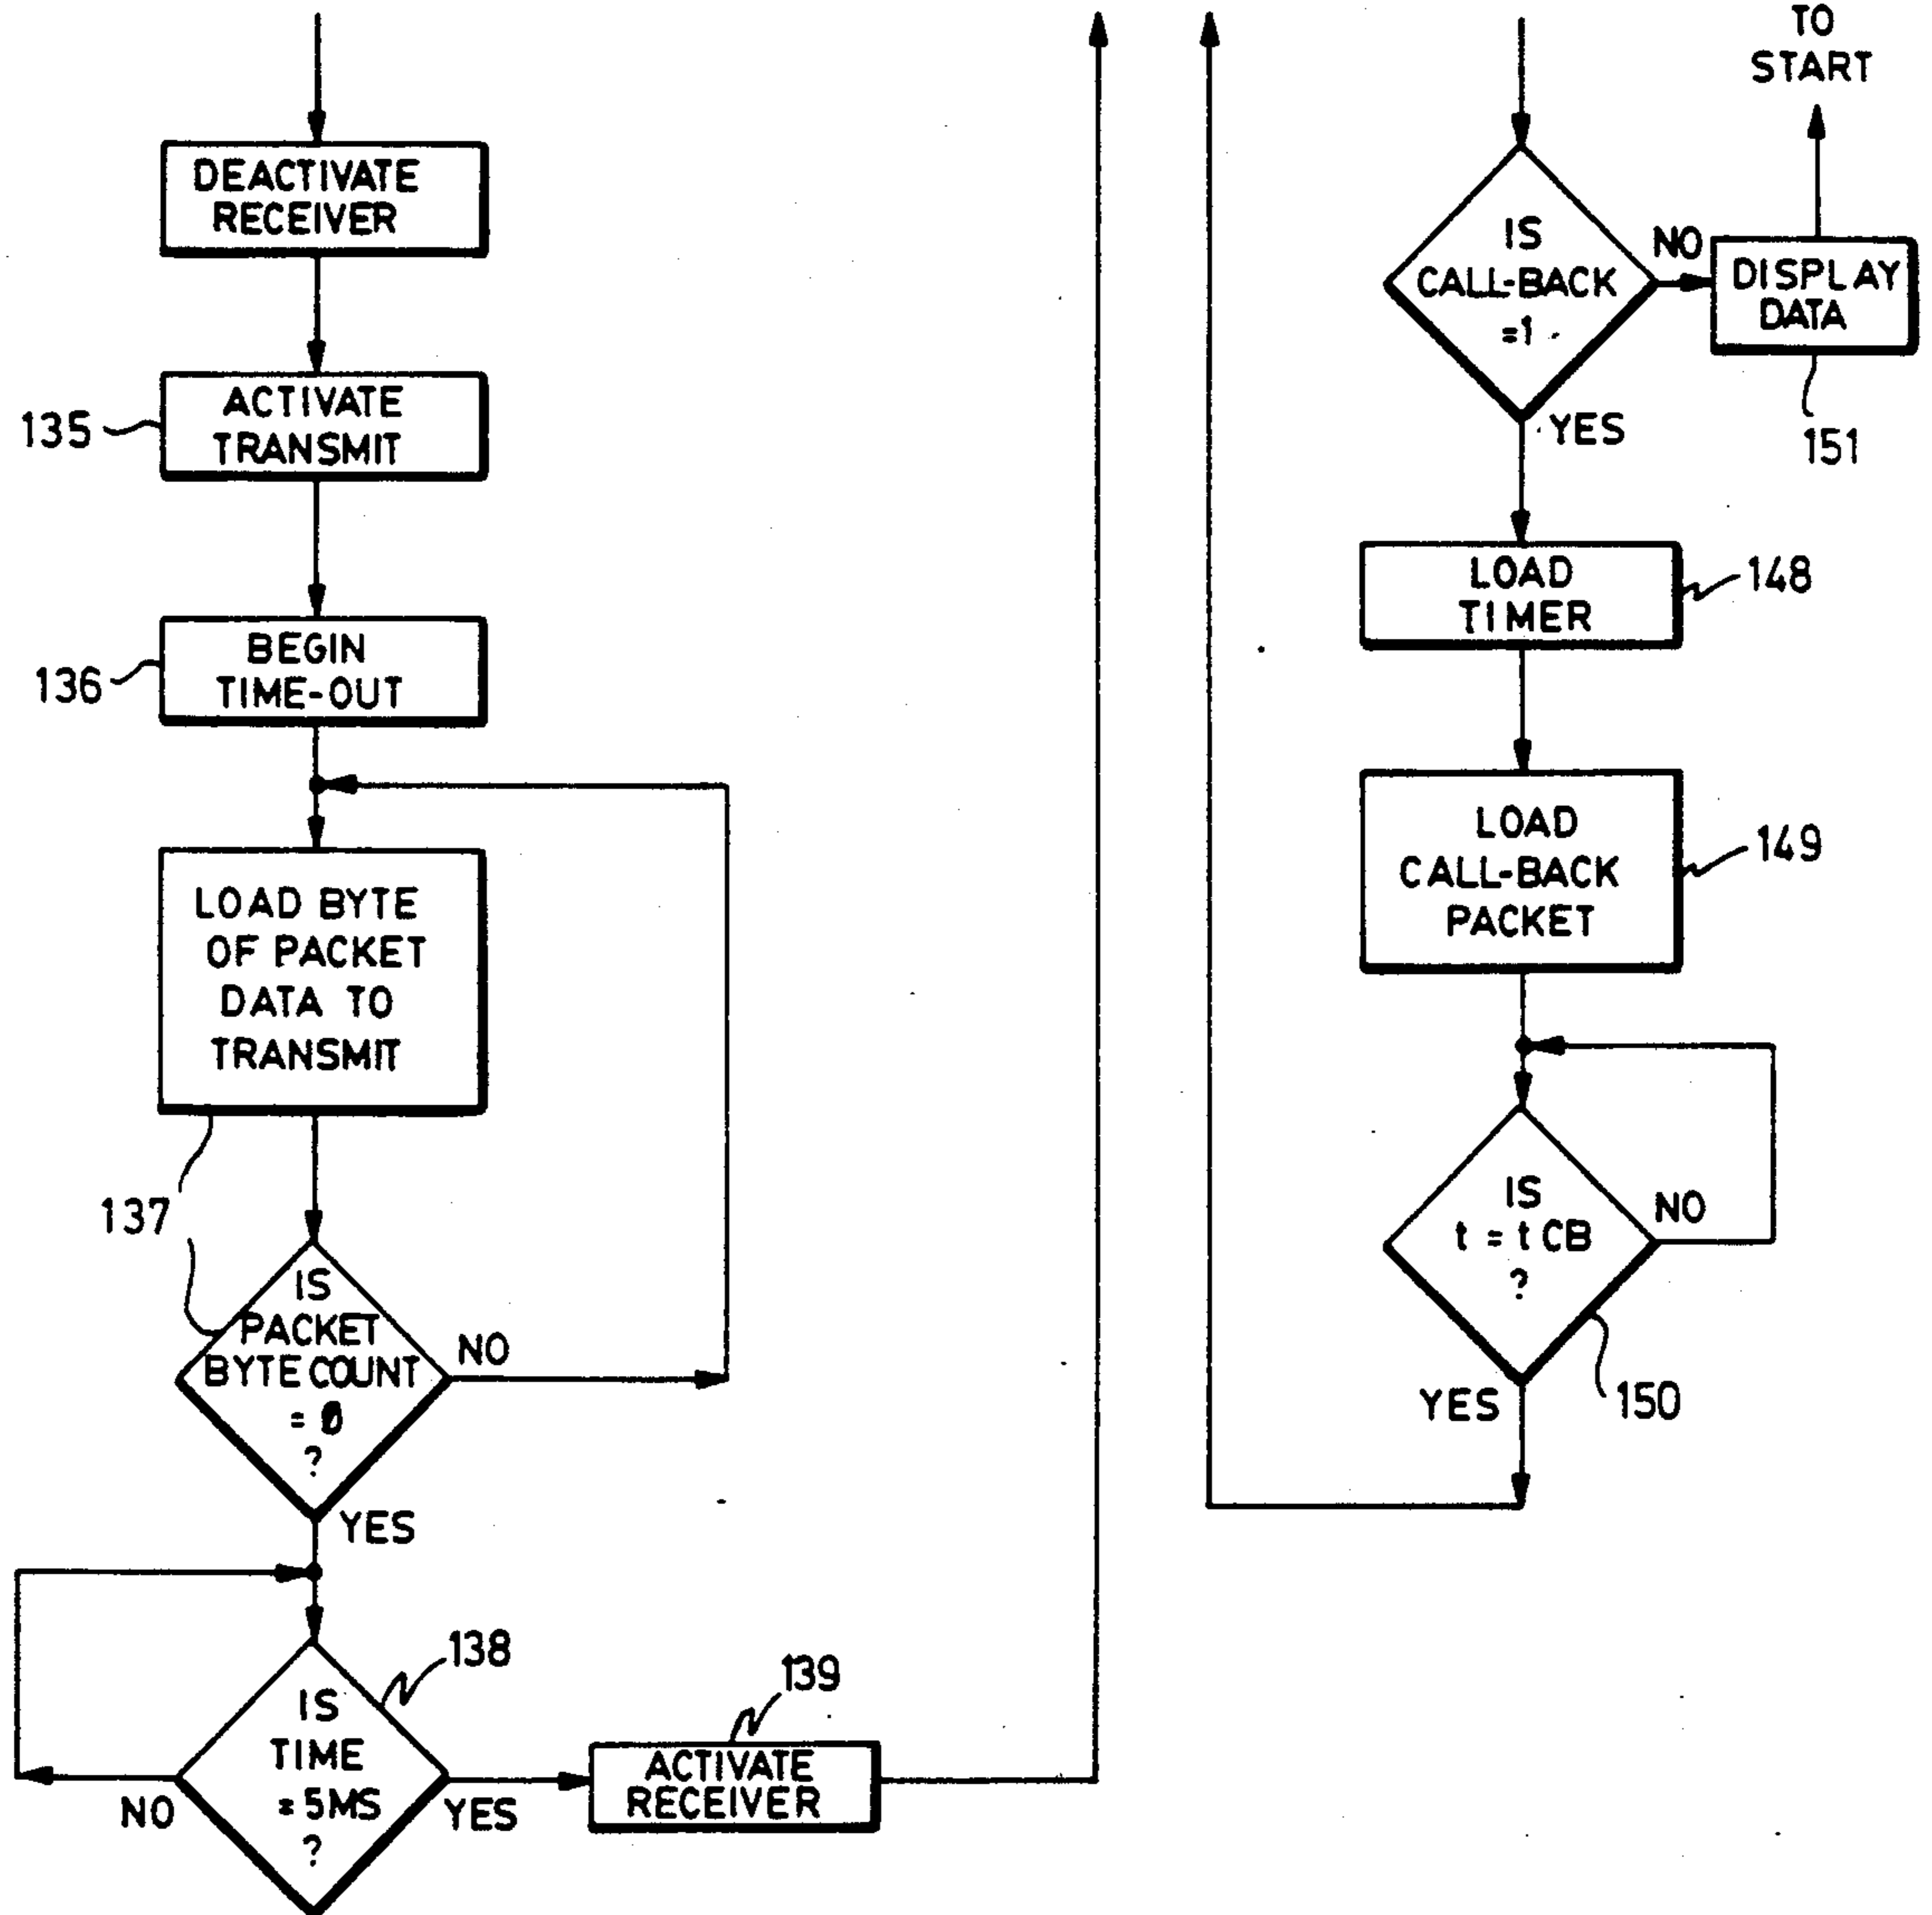 DEACTIVATE
RECEIVER
135
ACTIVATE
TRANSMIT
136
BEGIN
TIME-OUT
LOAD BYTE
OF PACKET
DATA TO
TRANSMIT
137
IS
PACKET
BYTE COUNT
= 0
?
NO
YES
138
IS
TIME
= 5MS
?
NO
YES
139
ACTIVATE
RECEIVER
TO
START
IS
CALL-BACK
=1
NO
DISPLAY
DATA
151
YES
LOAD
TIMER
148
LOAD
CALL-BACK
PACKET
149
IS
t = t CB
?
NO
YES
150